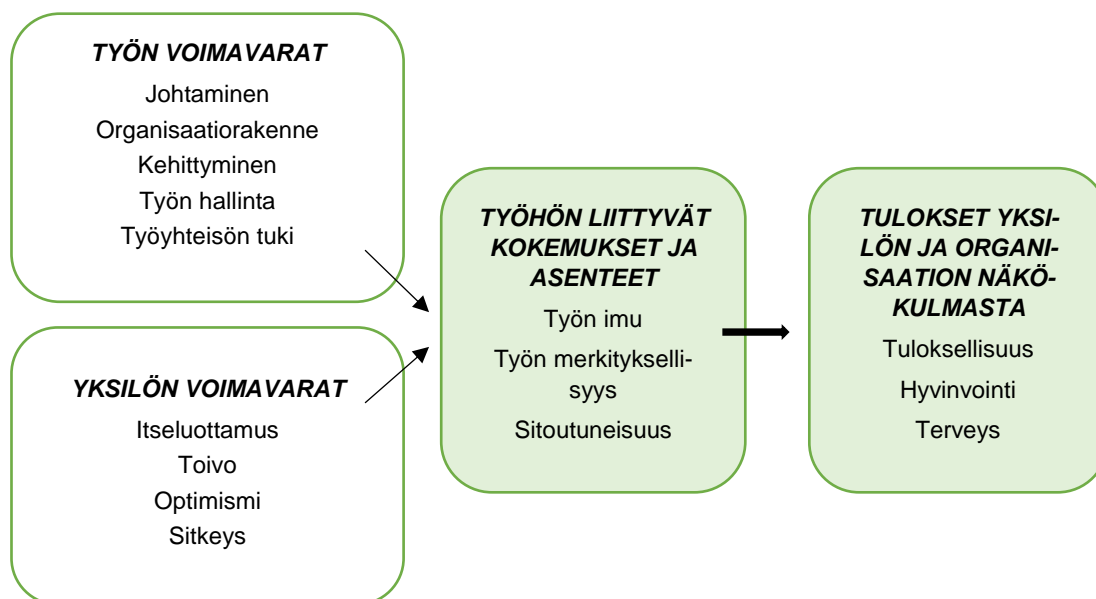 TYÖN VOIMAVARAT
Johtaminen
Organisaatiorakenne
Kehittyminen
Työn hallinta
Työyhteisön tuki
YKSILÖN VOIMAVARAT
Itseluottamus
Toivo
Optimismi
Sitkeys
TYÖHÖN LIITTYVÄT
KOKEMUKSET JA
ASENTEET
Työn imu
Työn merkitykselli-
syys
Sitoutuneisuus
TULOKSET YKSI-
LÖN JA ORGANI-
SAATION NÄKÖ-
KULMASTA
Tuloksellisuus
Hyvinvointi
Terveys